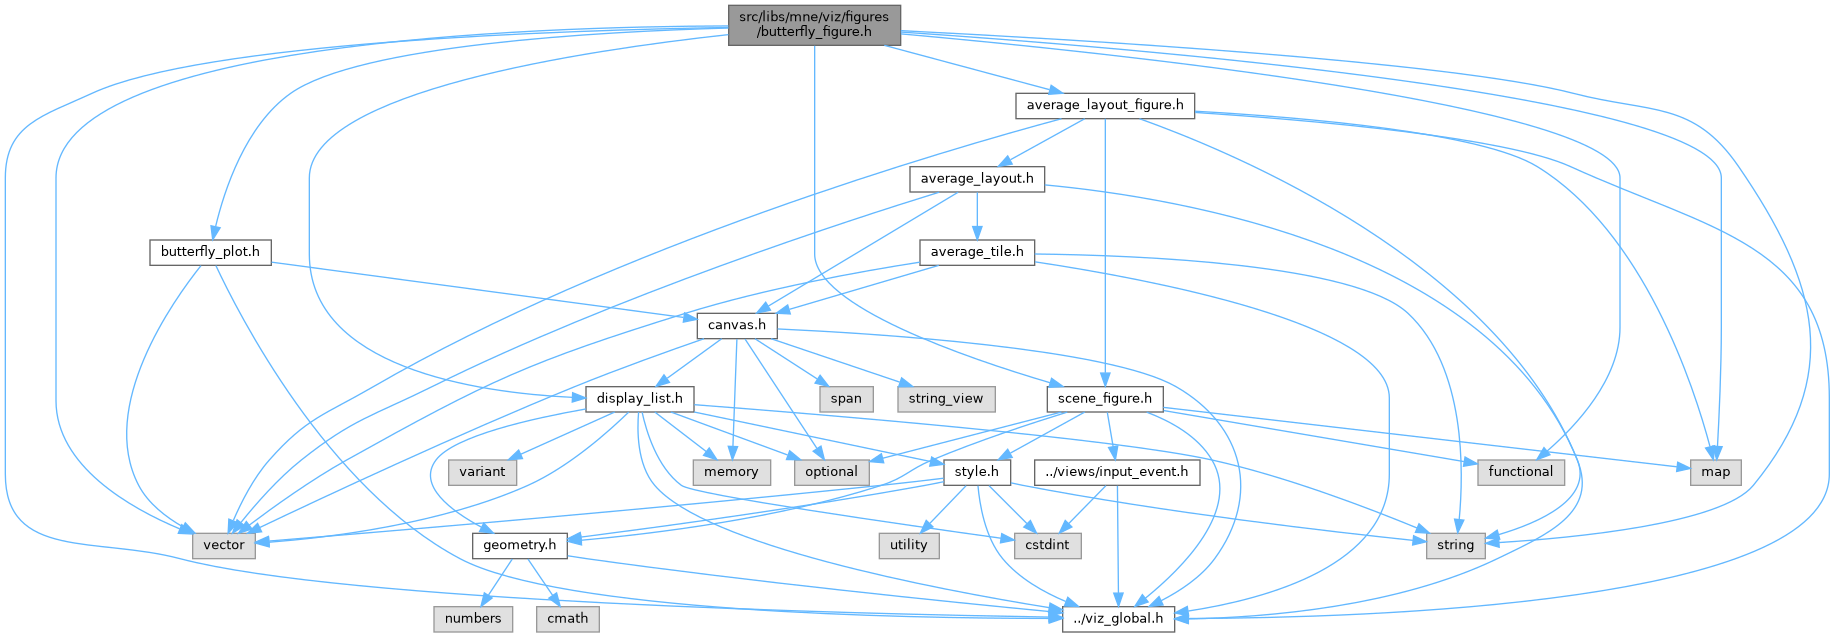 src/libs/mne/viz/figures
/butterfly_figure.h
average_layout_figure.h
average_layout.h
butterfly_plot.h
average_tile.h
canvas.h
display_list.h
span
string_view
scene_figure.h
variant
memory
optional
style.h
../views/input_event.h
functional
map
vector
geometry.h
utility
cstdint
string
numbers
cmath
../viz_global.h